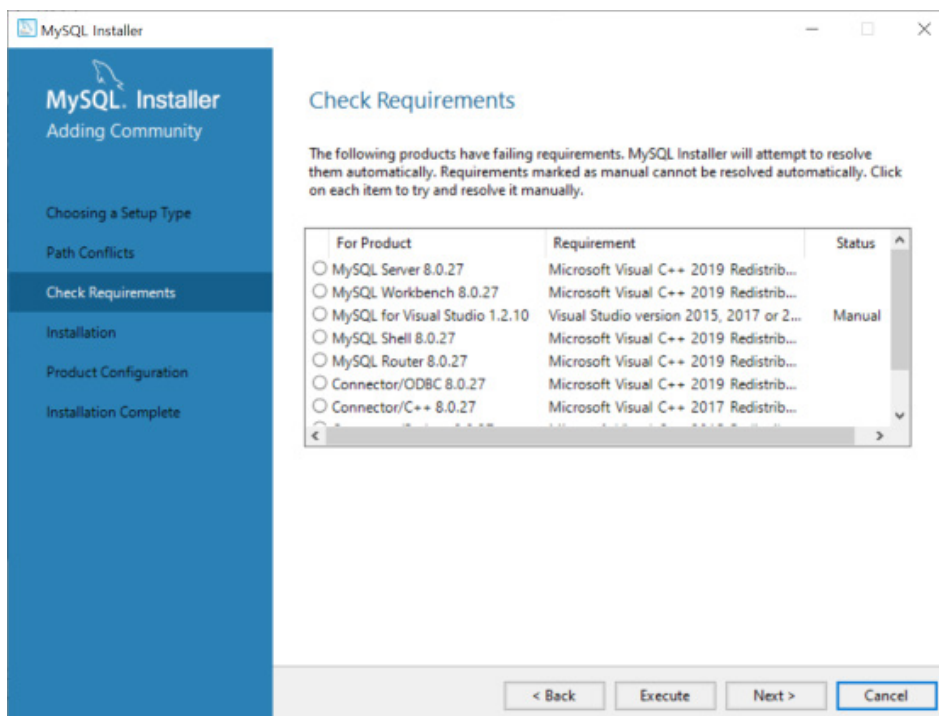 MySQL Installer
MySQL. Installer
Adding Community
Choosing a Setup Type
Path Conflicts
Check Requirements
Installation
Product Configuration
Installation Complete
Check Requirements
The following products have failing requirements. MySQL Installer will attempt to resolve
them automatically. Requirements marked as manual cannot be resolved automatically. Click
on each item to try and resolve it manually.
For Product Requirement Status
MySQL Server 8.0.27 Microsoft Visual C++ 2019 Redistrib...
MySQL Workbench 8.0.27 Microsoft Visual C++ 2019 Redistrib...
MySQL for Visual Studio 1.2.10 Visual Studio version 2015, 2017 or 2... Manual
MySQL Shell 8.0.27 Microsoft Visual C++ 2019 Redistrib...
MySQL Router 8.0.27 Microsoft Visual C++ 2019 Redistrib...
Connector/ODBC 8.0.27 Microsoft Visual C++ 2019 Redistrib...
Connector/C++ 8.0.27 Microsoft Visual C++ 2017 Redistrib...
< Back Execute Next > Cancel